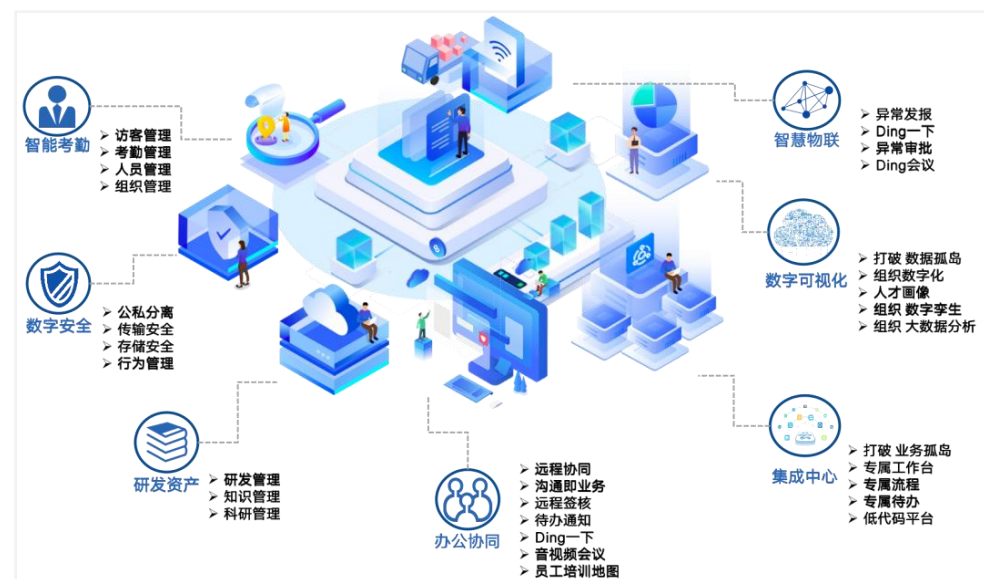 智能考勤
访客管理
考勤管理
人员管理
组织管理
数字安全
公私分离
传输安全
存储安全
行为管理
研发资产
研发管理
知识管理
科研管理
办公协同
远程协同
沟通即业务
远程签核
待办通知
Ding一下
音视频会议
员工培训地图
智慧物联
异常发报
Ding一下
异常审批
Ding会议
数字可视化
打破 数据孤岛
组织数字化
人才画像
组织 数字孪生
组织 大数据分析
集成中心
打破 业务孤岛
专属工作台
专属流程
专属待办
低代码平台